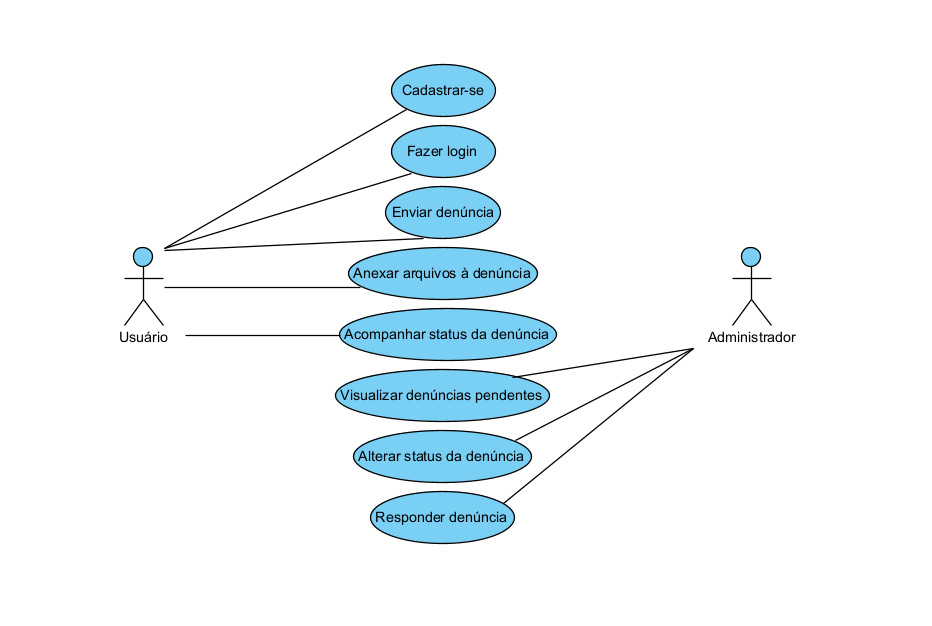 Cadastrar-se
Fazer login
Enviar denúncia
Anexar arquivos à denúncia
Usuário
Acompanhar status da denúncia
Administrador
Visualizar denúncias pendentes
Alterar status da denúncia
Responder denúncia